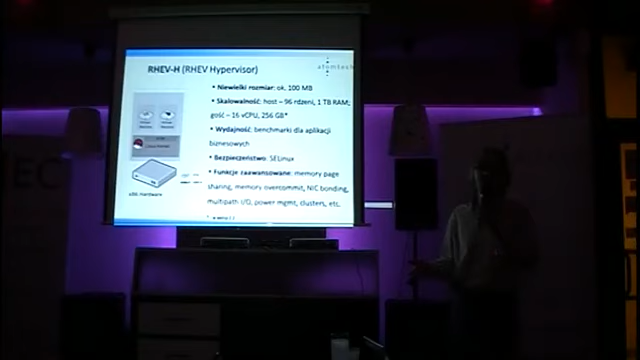 RHEV-H (RHEV Hypervisor)
atomtech
• Niewielki rozmiar: ok. 100 MB
• Skalowalność: host – 96 rdzeni, 1 TB RAM;
gość – 16 vCPU, 256 GB*
• Wydajność: benchmarki dla aplikacji
biznesowych
• Bezpieczeństwo: SELinux
• Funkcje zaawansowane: memory page
sharing, memory overcommit, NIC bonding,
multipath I/O, power mgmt, clusters, etc.
x86 Hardware